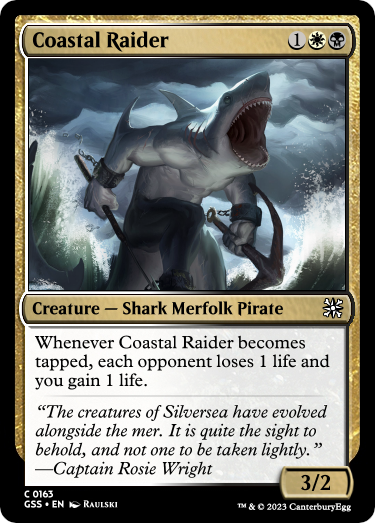 Coastal Raider 1
Creature — Shark Merfolk Pirate
Whenever Coastal Raider becomes
tapped, each opponent loses 1 life and
you gain 1 life.
“The creatures of Silversea have evolved
alongside the mer. It is quite the sight to
behold, and not one to be taken lightly.”
—Captain Rosie Wright
3/2
C 0163
GSS • EN Raulski
™ & © 2023 CanterburyEgg